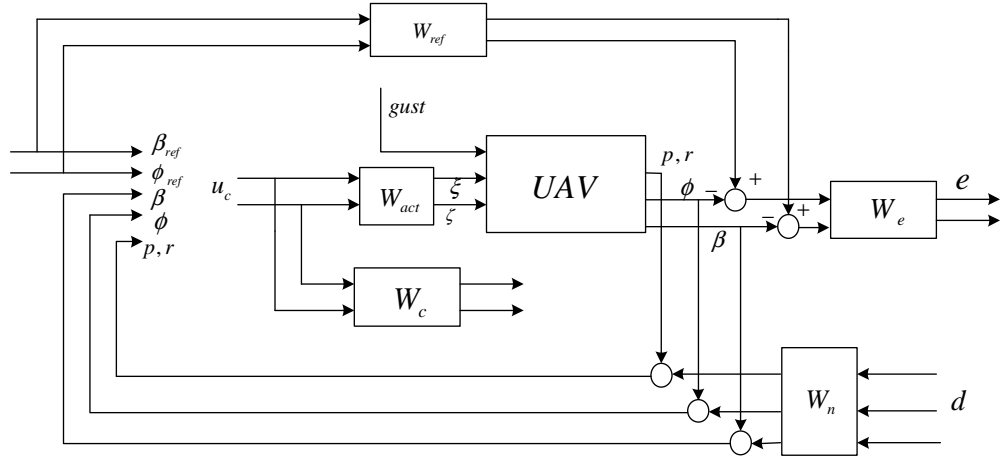 W_ref
gust
β_ref
ϕ_ref
β
ϕ
p, r
u_c
W_act
ξ
ζ
UAV
p, r
ϕ
β
− +
− +
W_e
e
W_c
W_n
d